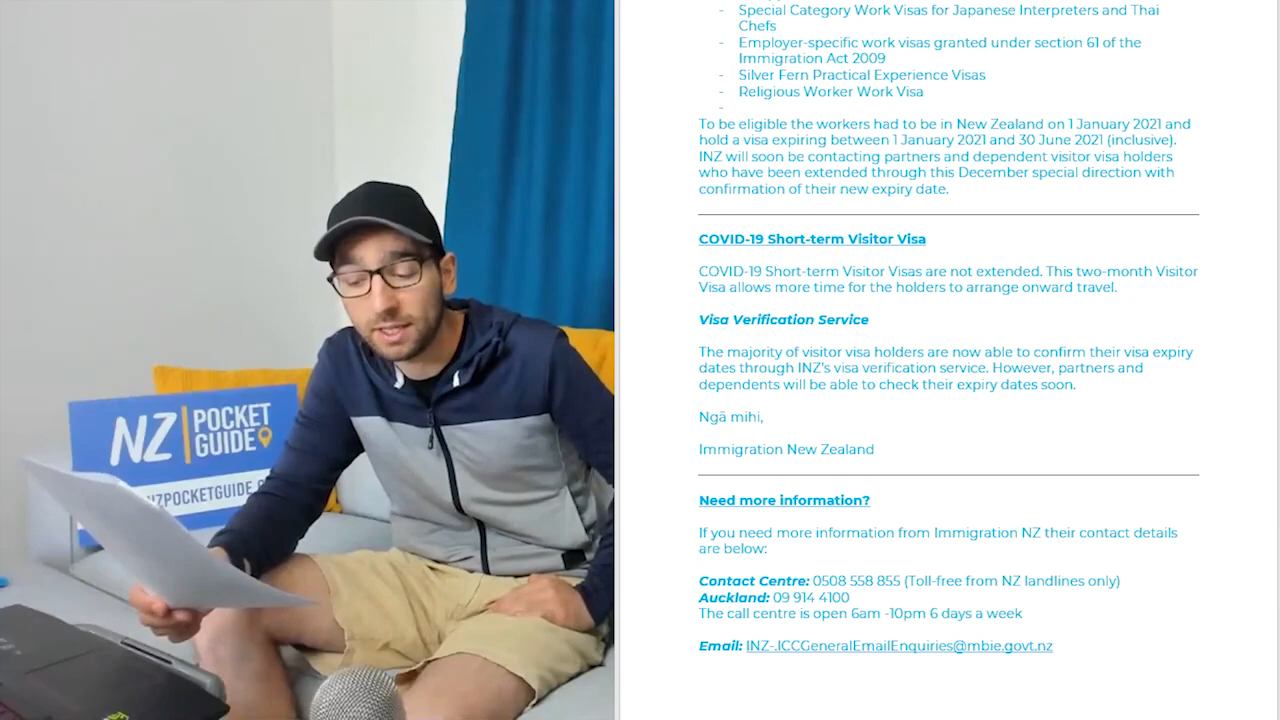 - Special Category Work Visas for Japanese Interpreters and Thai
Chefs
- Employer-specific work visas granted under section 61 of the
Immigration Act 2009
- Silver Fern Practical Experience Visas
- Religious Worker Work Visa
-
To be eligible the workers had to be in New Zealand on 1 January 2021 and
hold a visa expiring between 1 January 2021 and 30 June 2021 (inclusive).
INZ will soon be contacting partners and dependent visitor visa holders
who have been extended through this December special direction with
confirmation of their new expiry date.
COVID-19 Short-term Visitor Visa
COVID-19 Short-term Visitor Visas are not extended. This two-month Visitor
Visa allows more time for the holders to arrange onward travel.
Visa Verification Service
The majority of visitor visa holders are now able to confirm their visa expiry
dates through INZ's visa verification service. However, partners and
dependents will be able to check their expiry dates soon.
Ngā mihi,
Immigration New Zealand
Need more information?
If you need more information from Immigration NZ their contact details
are below:
Contact Centre: 0508 558 855 (Toll-free from NZ landlines only)
Auckland: 09 914 4100
The call centre is open 6am -10pm 6 days a week
Email: INZ-.ICCGeneralEmailEnquiries@mbie.govt.nz
NZ POCKET
GUIDE
NZPOCKETGUIDE